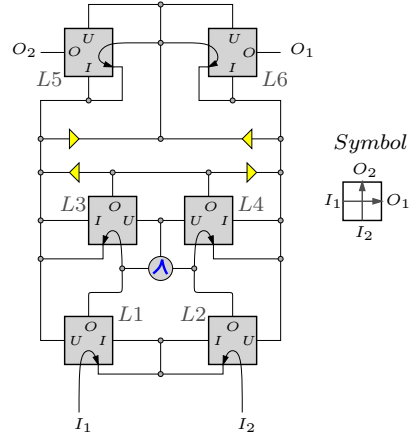 U U
O₂ O O O₁
I I
L5 L6
Symbol
O₂
L3 L4
I U U I
I₁ O₁
O O
I₂
L1 L2
O O
U I I U
I₁ I₂